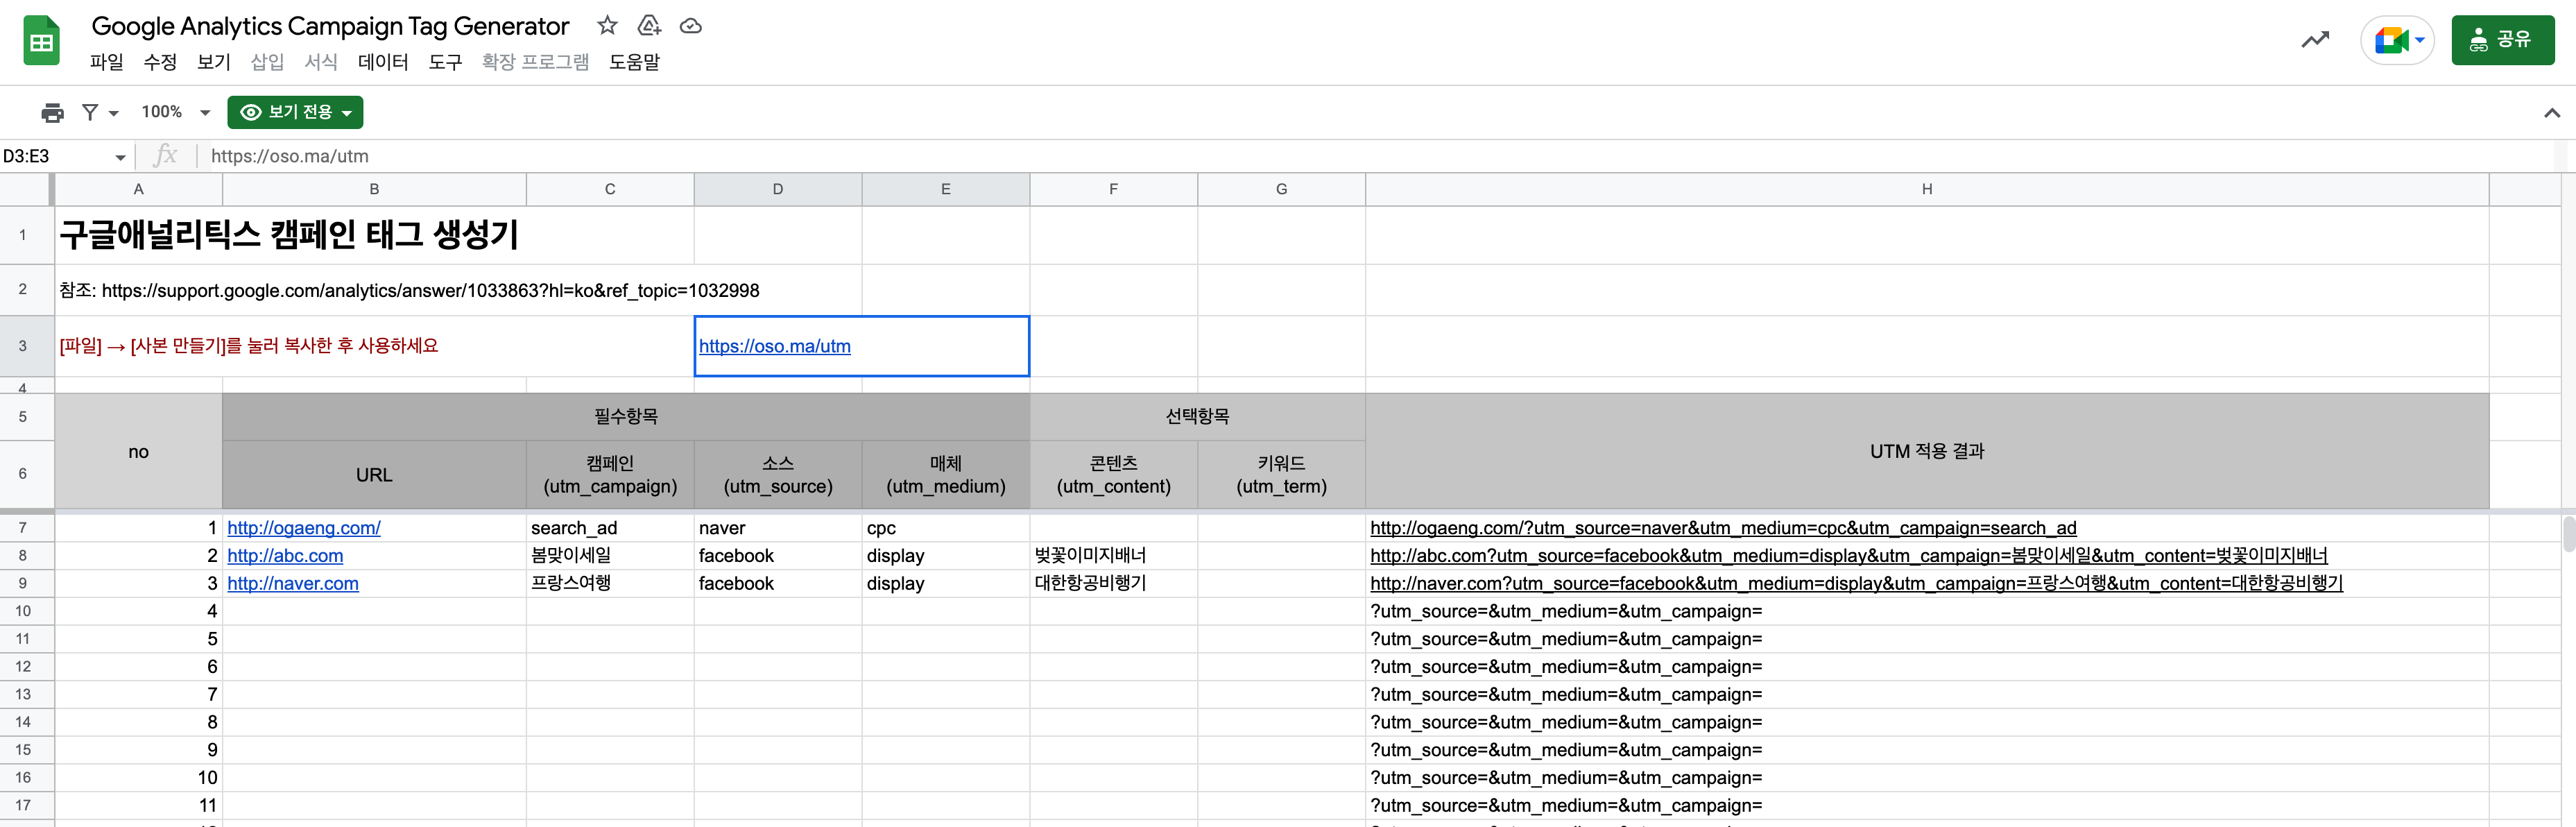 Google Analytics Campaign Tag Generator
파일 수정 보기 삽입 서식 데이터 도구 확장 프로그램 도움말
공유
100% 보기 전용
D3:E3 fx https://oso.ma/utm
A B C D E F G H
1 구글애널리틱스 캠페인 태그 생성기
2 참조: https://support.google.com/analytics/answer/1033863?hl=ko&ref_topic=1032998
3 [파일] → [사본 만들기]를 눌러 복사한 후 사용하세요 https://oso.ma/utm
4
5 필수항목 선택항목
no UTM 적용 결과
6 URL 캠페인 소스 매체 콘텐츠 키워드
(utm_campaign) (utm_source) (utm_medium) (utm_content) (utm_term)
7 1 http://ogaeng.com/ search_ad naver cpc http://ogaeng.com/?utm_source=naver&utm_medium=cpc&utm_campaign=search_ad
8 2 http://abc.com 봄맞이세일 facebook display 벚꽃이미지배너 http://abc.com?utm_source=facebook&utm_medium=display&utm_campaign=봄맞이세일&utm_content=벚꽃이미지배너
9 3 http://naver.com 프랑스여행 facebook display 대한항공비행기 http://naver.com?utm_source=facebook&utm_medium=display&utm_campaign=프랑스여행&utm_content=대한항공비행기
10 4 ?utm_source=&utm_medium=&utm_campaign=
11 5 ?utm_source=&utm_medium=&utm_campaign=
12 6 ?utm_source=&utm_medium=&utm_campaign=
13 7 ?utm_source=&utm_medium=&utm_campaign=
14 8 ?utm_source=&utm_medium=&utm_campaign=
15 9 ?utm_source=&utm_medium=&utm_campaign=
16 10 ?utm_source=&utm_medium=&utm_campaign=
17 11 ?utm_source=&utm_medium=&utm_campaign=